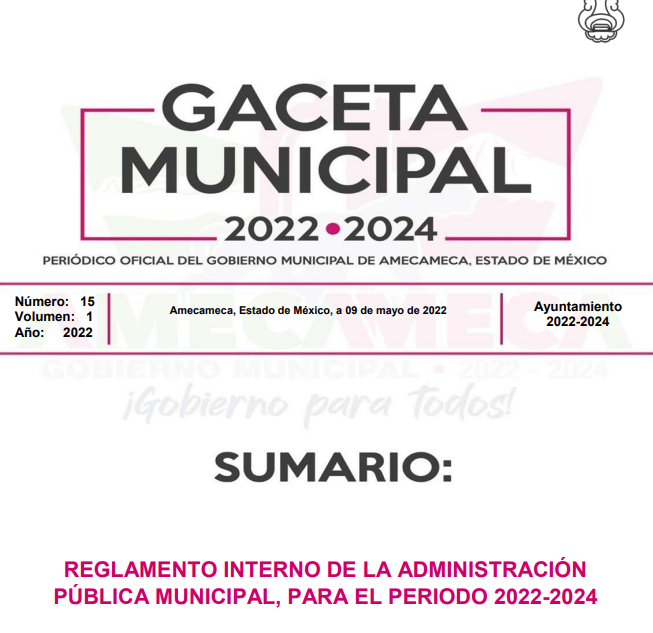 GACETA
MUNICIPAL
2022•2024
PERIÓDICO OFICIAL DEL GOBIERNO MUNICIPAL DE AMECAMECA, ESTADO DE MÉXICO
Número: 15
Volumen: 1
Año: 2022
Amecameca, Estado de México, a 09 de mayo de 2022
Ayuntamiento
2022-2024
AMECAMECA
GOBIERNO MUNICIPAL • 2022 - 2024
¡Gobierno para Todos!
SUMARIO:
REGLAMENTO INTERNO DE LA ADMINISTRACIÓN
PÚBLICA MUNICIPAL, PARA EL PERIODO 2022-2024